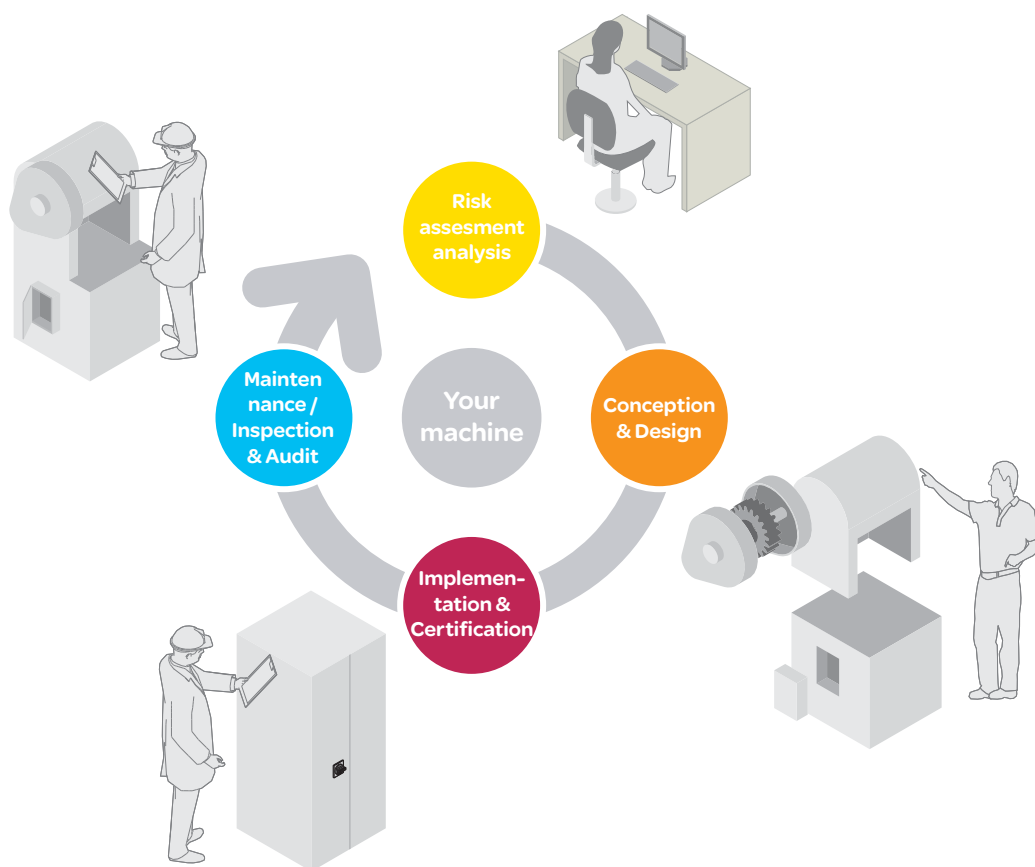 Risk
assesment
analysis
Conception
& Design
Implemen-
tation &
Certification
Mainten
nance /
Inspection
& Audit
Your
machine